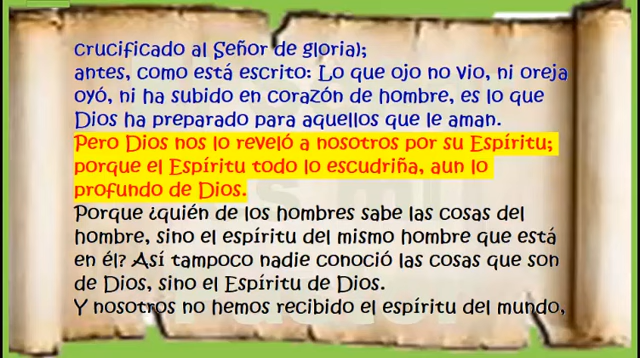 crucificado al Señor de gloria);
antes, como está escrito: Lo que ojo no vio, ni oreja
oyó, ni ha subido en corazón de hombre, es lo que
Dios ha preparado para aquellos que le aman.
Pero Dios nos lo reveló a nosotros por su Espíritu;
porque el Espíritu todo lo escudriña, aun lo
profundo de Dios.
Porque ¿quién de los hombres sabe las cosas del
hombre, sino el espíritu del mismo hombre que está
en él? Así tampoco nadie conoció las cosas que son
de Dios, sino el Espíritu de Dios.
Y nosotros no hemos recibido el espíritu del mundo,